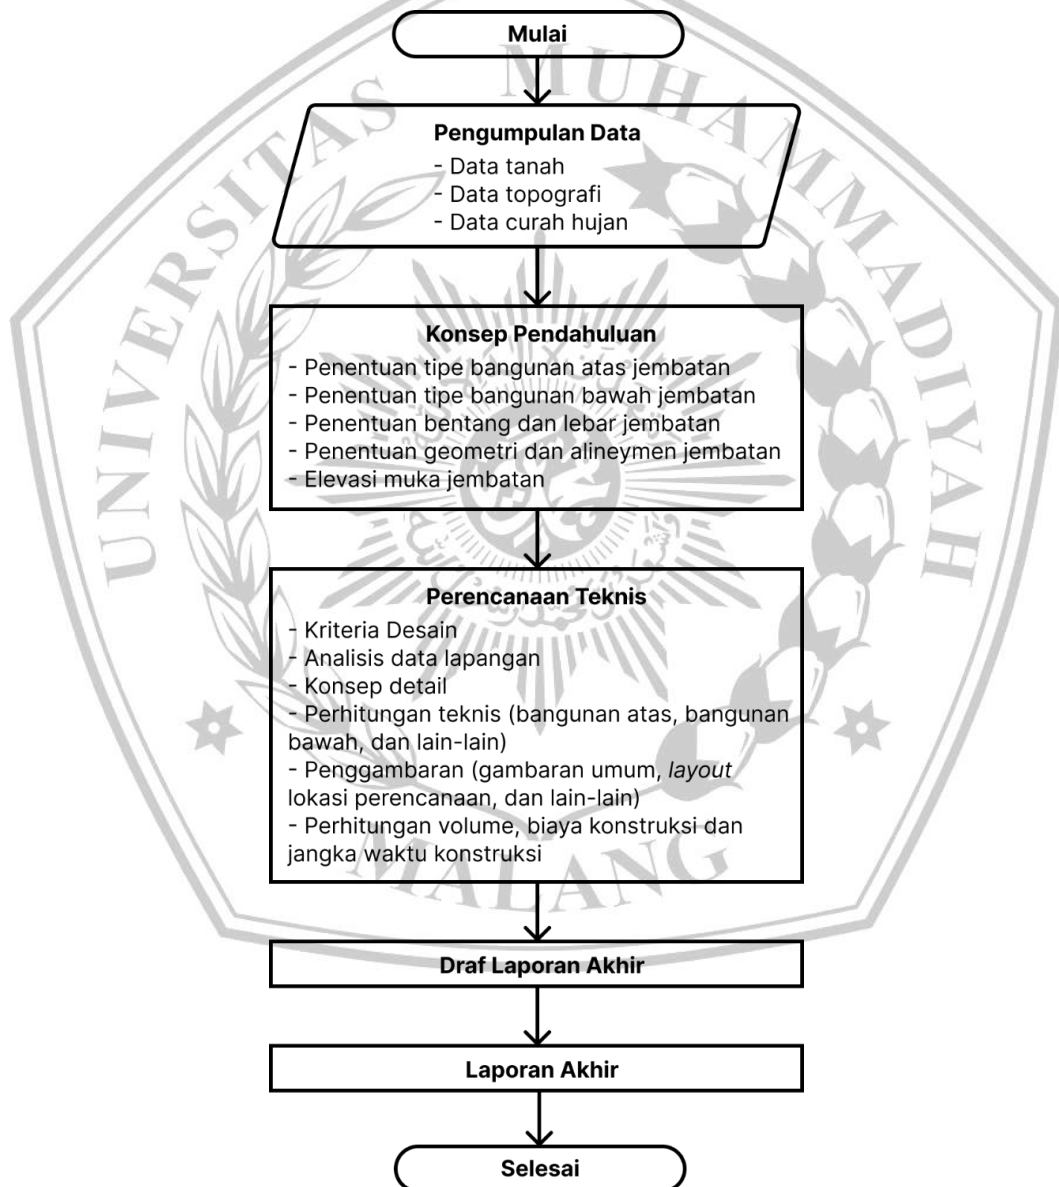 Mulai
Pengumpulan Data
- Data tanah
- Data topografi
- Data curah hujan
Konsep Pendahuluan
- Penentuan tipe bangunan atas jembatan
- Penentuan tipe bangunan bawah jembatan
- Penentuan bentang dan lebar jembatan
- Penentuan geometri dan alineymen jembatan
- Elevasi muka jembatan
Perencanaan Teknis
- Kriteria Desain
- Analisis data lapangan
- Konsep detail
- Perhitungan teknis (bangunan atas, bangunan
bawah, dan lain-lain)
- Penggambaran (gambaran umum, layout
lokasi perencanaan, dan lain-lain)
- Perhitungan volume, biaya konstruksi dan
jangka waktu konstruksi
Draf Laporan Akhir
Laporan Akhir
Selesai
UNIVERSITAS MUHAMMADIYAH
MALANG